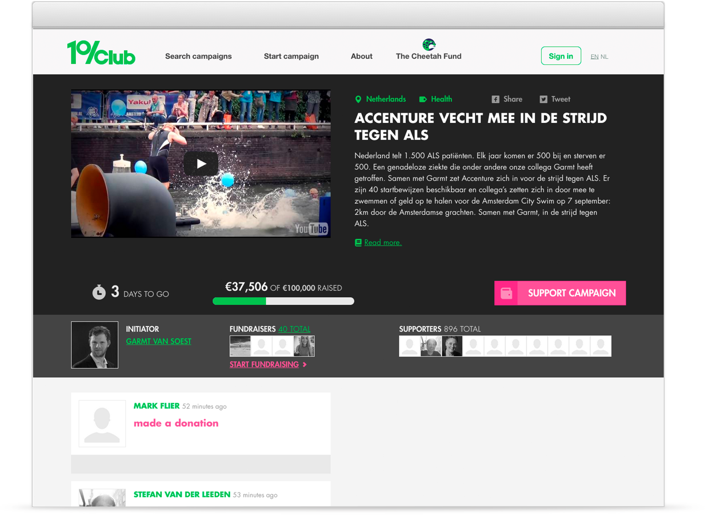 1%Club
Search campaigns
Start campaign
About
The Cheetah Fund
Sign in
EN NL
Yaku!
YouTube
Netherlands
Health
Share
Tweet
ACCENTURE VECHT MEE IN DE STRIJD
TEGEN ALS
Nederland telt 1.500 ALS patiënten. Elk jaar komen er 500 bij en sterven er
500. Een genadeloze ziekte die onder andere onze collega Garmt heeft
getroffen. Samen met Garmt zet Accenture zich in voor de strijd tegen ALS. Er
zijn 40 startbewijzen beschikbaar en collega's zetten zich in door mee te
zwemmen of geld op te halen voor de Amsterdam City Swim op 7 september:
2km door de Amsterdamse grachten. Samen met Garmt, in de strijd tegen
ALS.
Read more.
3 DAYS TO GO
€37,506 OF €100,000 RAISED
SUPPORT CAMPAIGN
INITIATOR
GARMT VAN SOEST
FUNDRAISERS 40 TOTAL
START FUNDRAISING
SUPPORTERS 896 TOTAL
MARK FLIER 52 minutes ago
made a donation
STEFAN VAN DER LEEDEN 53 minutes ago